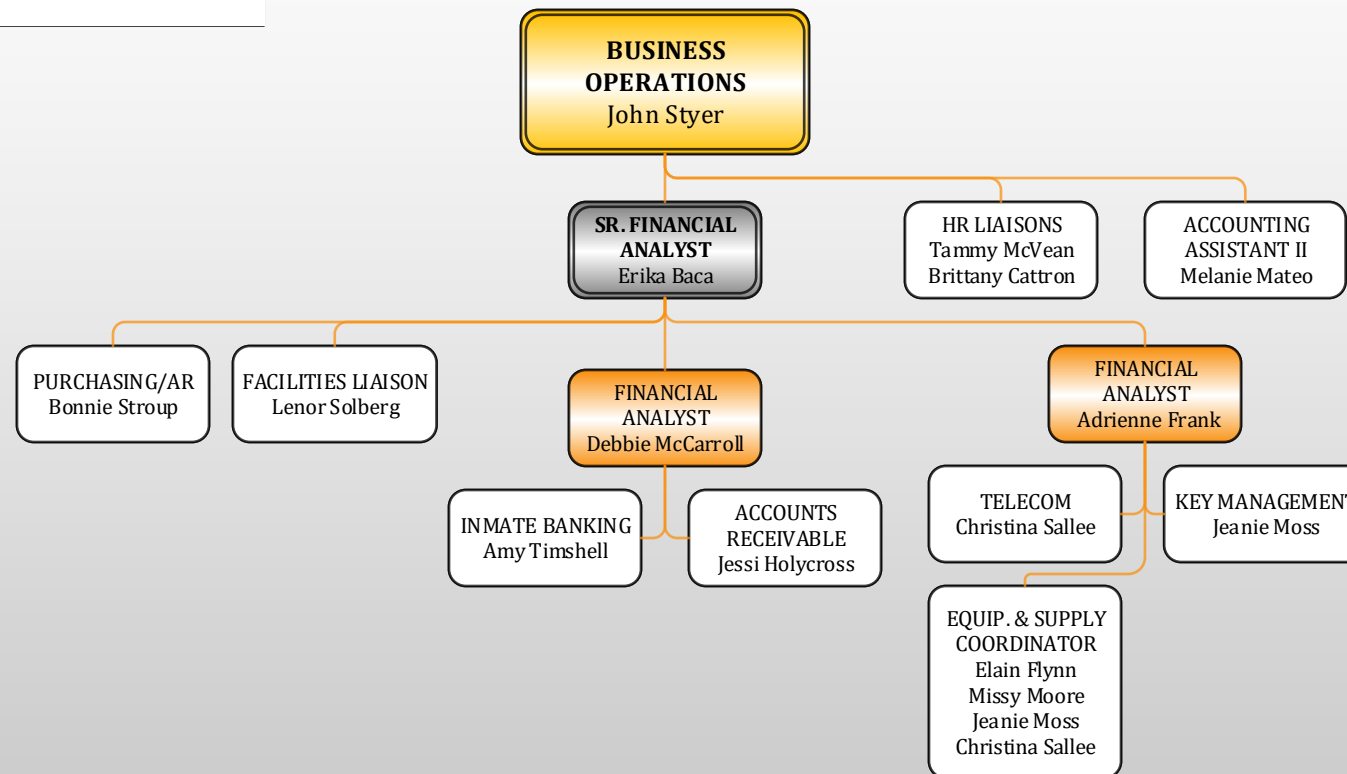 BUSINESS
OPERATIONS
John Styer
SR. FINANCIAL
ANALYST
Erika Baca
HR LIAISONS
Tammy McVean
Brittany Cattron
ACCOUNTING
ASSISTANT II
Melanie Mateo
PURCHASING/AR
Bonnie Stroup
FACILITIES LIAISON
Lenor Solberg
FINANCIAL
ANALYST
Debbie McCarroll
FINANCIAL
ANALYST
Adrienne Frank
INMATE BANKING
Amy Timshell
ACCOUNTS
RECEIVABLE
Jessi Holycross
TELECOM
Christina Sallee
KEY MANAGEMENT
Jeanie Moss
EQUIP. & SUPPLY
COORDINATOR
Elain Flynn
Missy Moore
Jeanie Moss
Christina Sallee